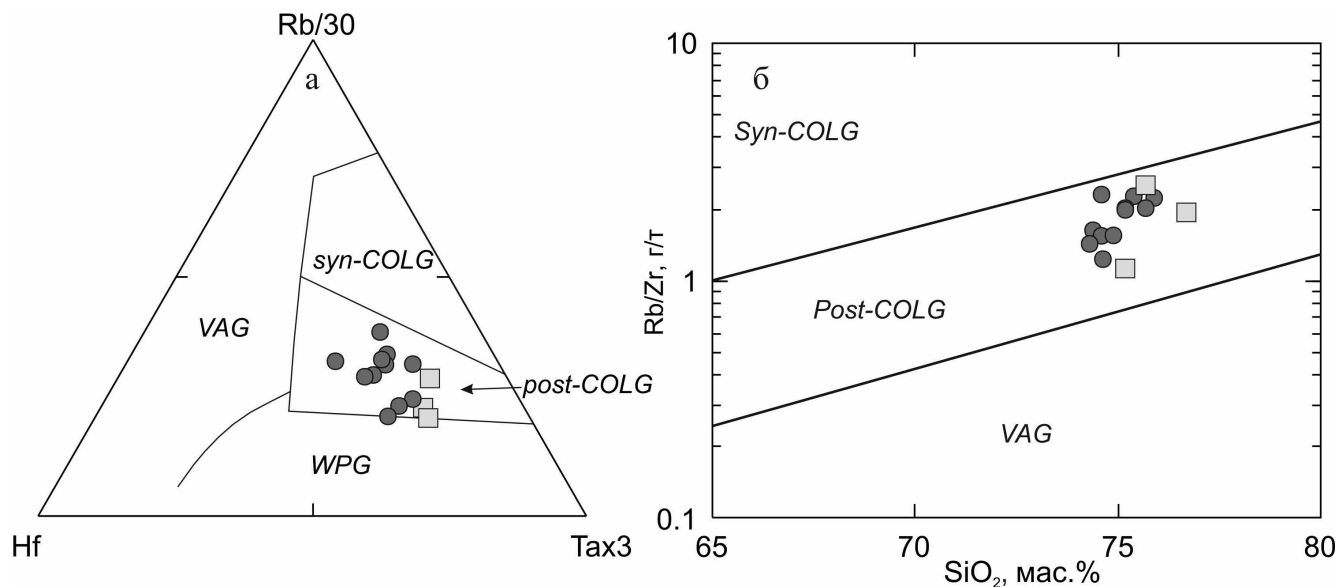 Rb/30
а
syn-COLG
VAG
post-COLG
WPG
Hf
Tax3
10
б
Syn-COLG
Rb/Zr, г/т
1
Post-COLG
VAG
0.1
65
70
75
80
SiO₂, мас.%